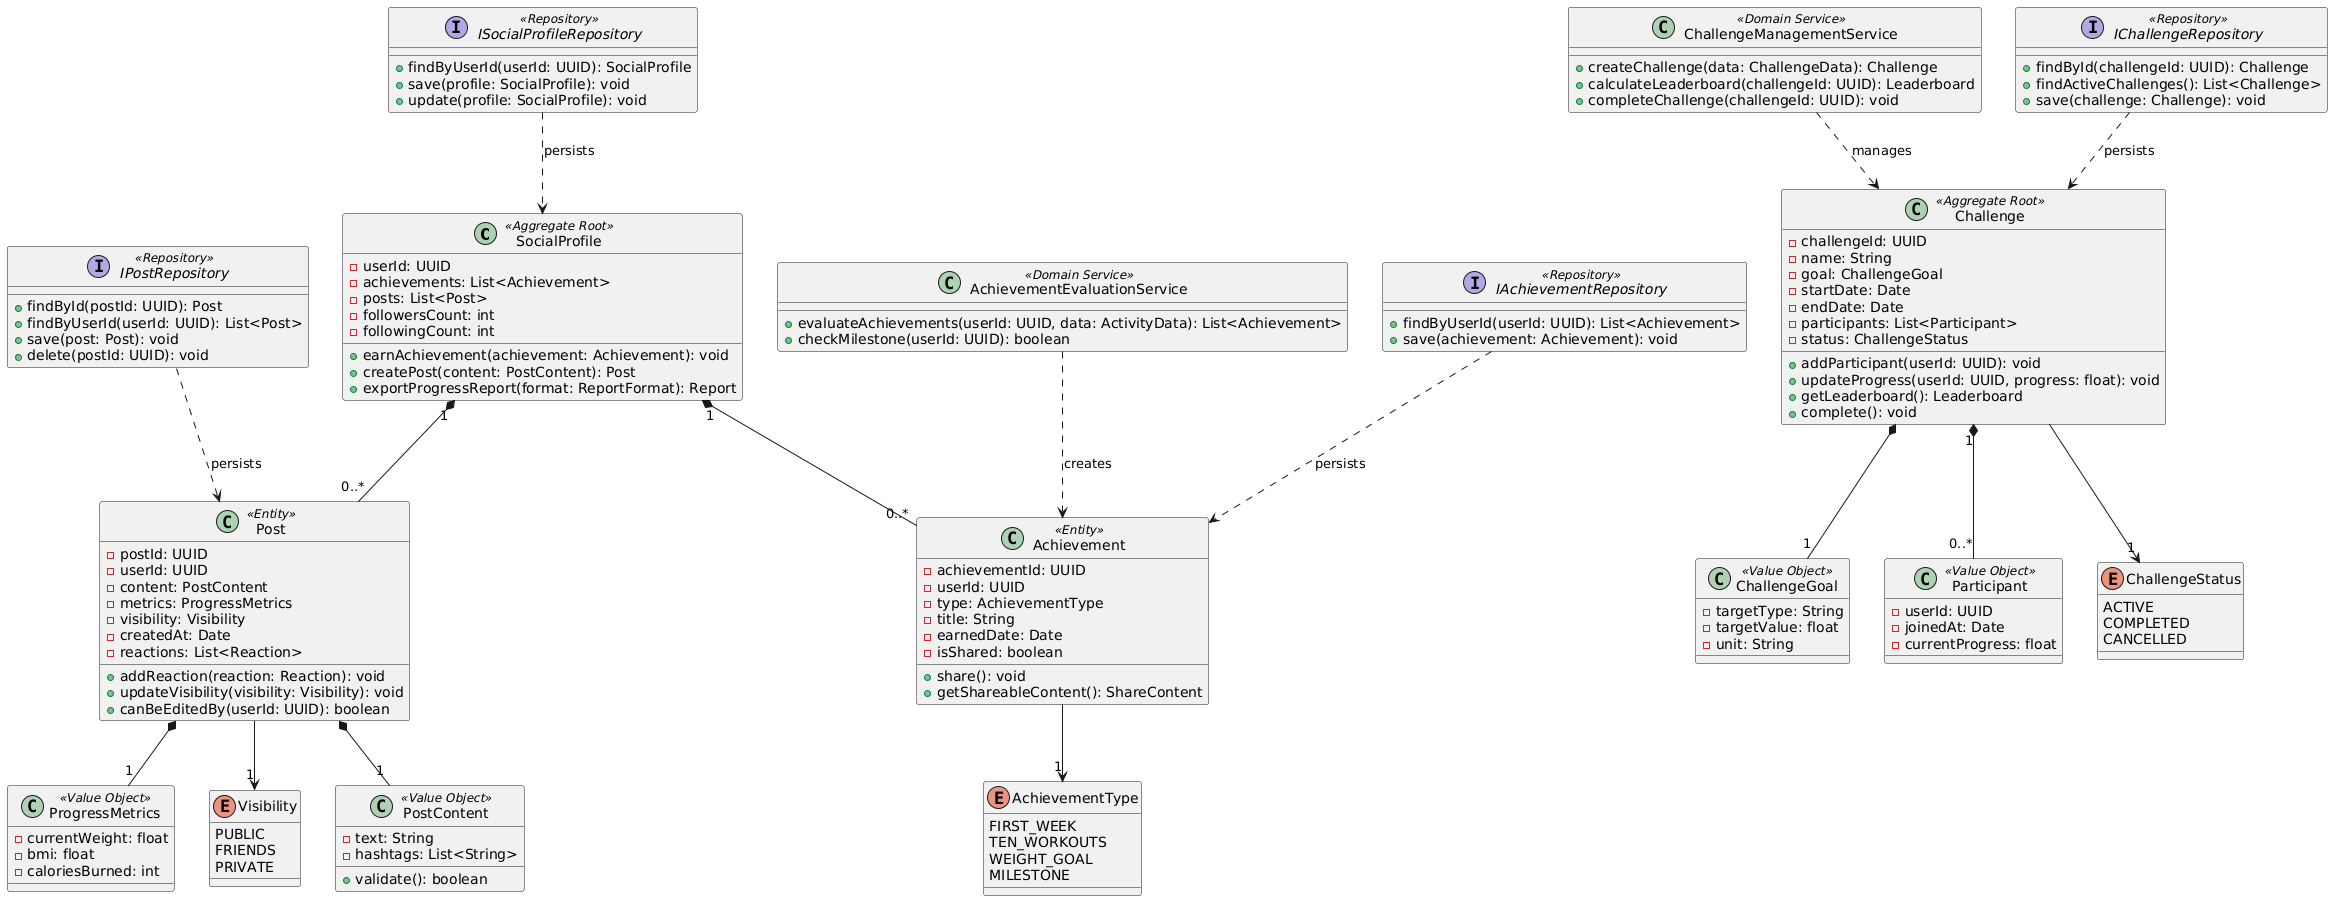 «Repository»
ISocialProfileRepository
findByUserId(userId: UUID): SocialProfile
save(profile: SocialProfile): void
update(profile: SocialProfile): void
«Domain Service»
ChallengeManagementService
createChallenge(data: ChallengeData): Challenge
calculateLeaderboard(challengeId: UUID): Leaderboard
completeChallenge(challengeId: UUID): void
«Repository»
IChallengeRepository
findById(challengeId: UUID): Challenge
findActiveChallenges(): List<Challenge>
save(challenge: Challenge): void
persists
manages
persists
«Repository»
IPostRepository
findById(postId: UUID): Post
findByUserId(userId: UUID): List<Post>
save(post: Post): void
delete(postId: UUID): void
«Aggregate Root»
SocialProfile
userId: UUID
achievements: List<Achievement>
posts: List<Post>
followersCount: int
followingCount: int
earnAchievement(achievement: Achievement): void
createPost(content: PostContent): Post
exportProgressReport(format: ReportFormat): Report
«Domain Service»
AchievementEvaluationService
evaluateAchievements(userId: UUID, data: ActivityData): List<Achievement>
checkMilestone(userId: UUID): boolean
«Repository»
IAchievementRepository
findByUserId(userId: UUID): List<Achievement>
save(achievement: Achievement): void
«Aggregate Root»
Challenge
challengeId: UUID
name: String
goal: ChallengeGoal
startDate: Date
endDate: Date
participants: List<Participant>
status: ChallengeStatus
addParticipant(userId: UUID): void
updateProgress(userId: UUID, progress: float): void
getLeaderboard(): Leaderboard
complete(): void
1
1
1
persists
creates
persists
0..*
0..*
1
0..*
1
«Entity»
Post
postId: UUID
userId: UUID
content: PostContent
metrics: ProgressMetrics
visibility: Visibility
createdAt: Date
reactions: List<Reaction>
addReaction(reaction: Reaction): void
updateVisibility(visibility: Visibility): void
canBeEditedBy(userId: UUID): boolean
«Entity»
Achievement
achievementId: UUID
userId: UUID
type: AchievementType
title: String
earnedDate: Date
isShared: boolean
share(): void
getShareableContent(): ShareContent
«Value Object»
ChallengeGoal
targetType: String
targetValue: float
unit: String
«Value Object»
Participant
userId: UUID
joinedAt: Date
currentProgress: float
ChallengeStatus
ACTIVE
COMPLETED
CANCELLED
1
1
1
1
«Value Object»
ProgressMetrics
currentWeight: float
bmi: float
caloriesBurned: int
Visibility
PUBLIC
FRIENDS
PRIVATE
«Value Object»
PostContent
text: String
hashtags: List<String>
validate(): boolean
AchievementType
FIRST_WEEK
TEN_WORKOUTS
WEIGHT_GOAL
MILESTONE